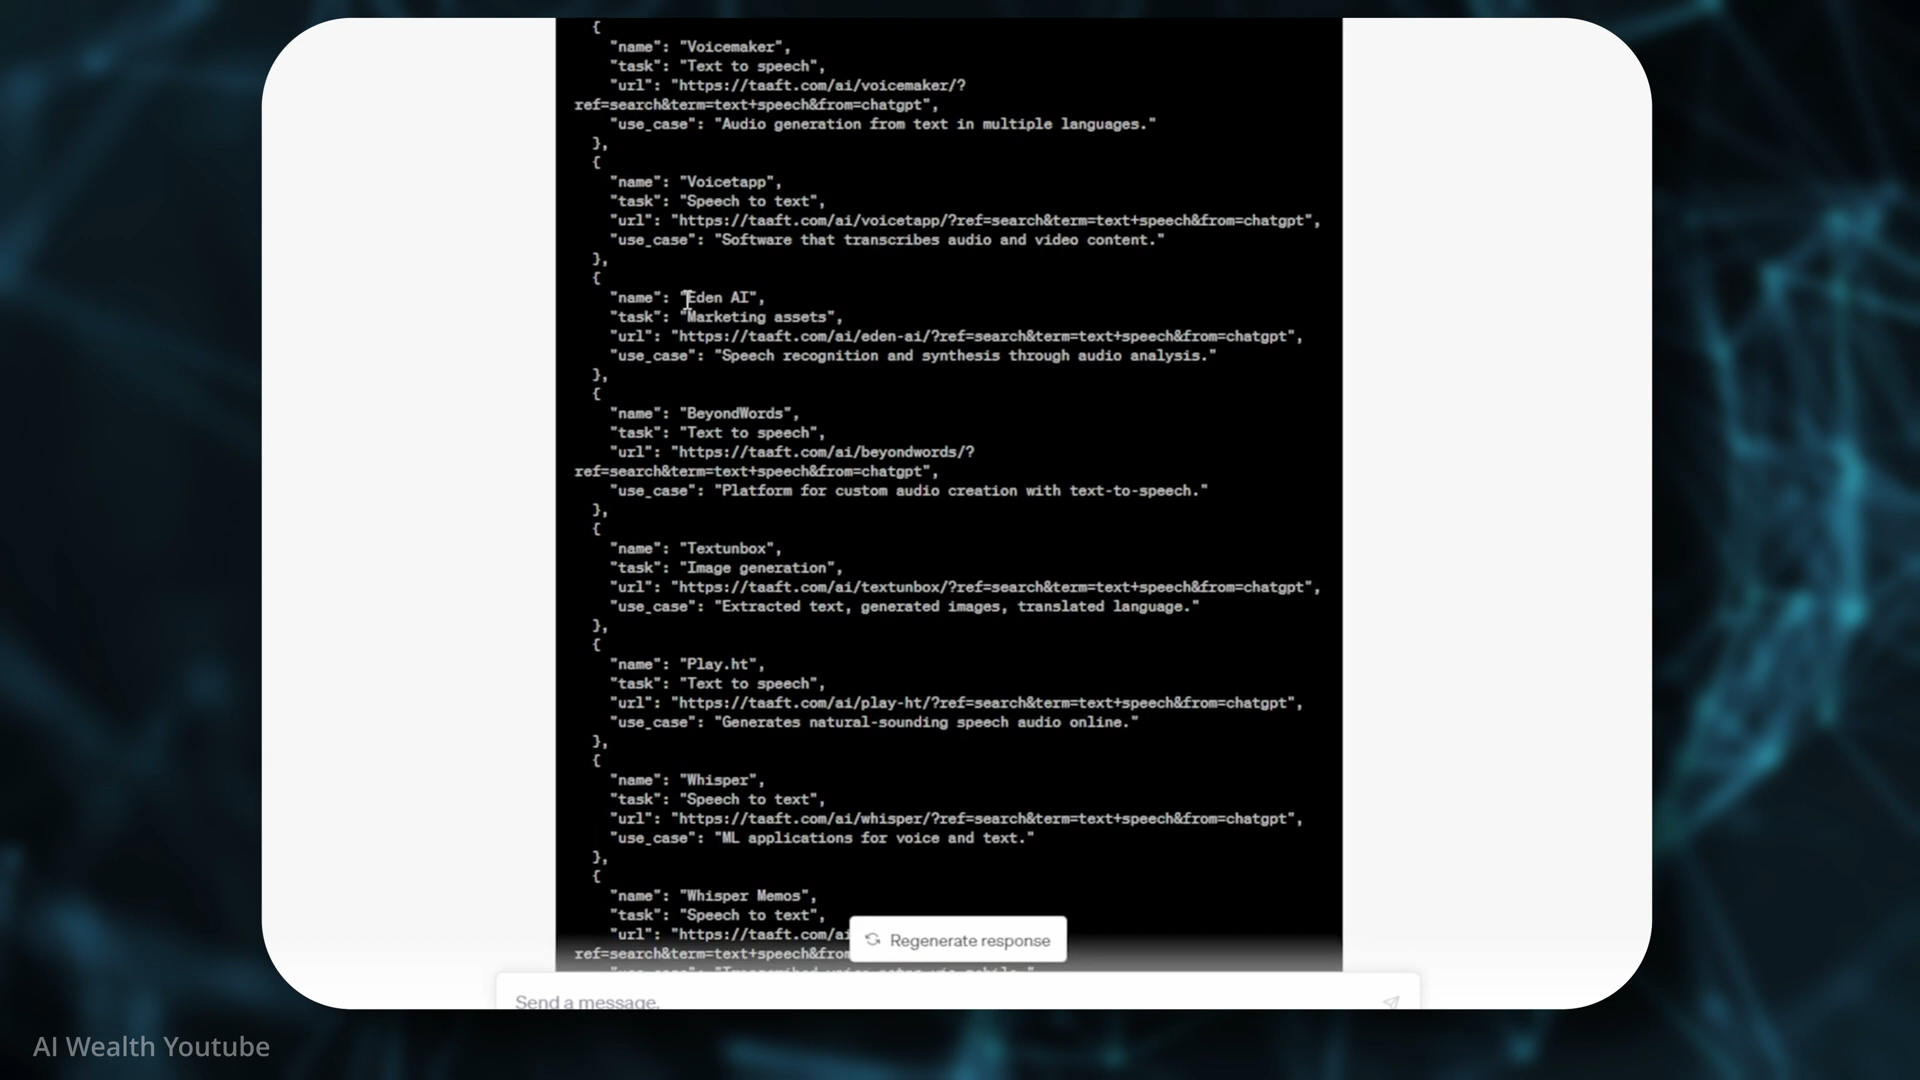 {
"name": "Voicemaker",
"task": "Text to speech",
"url": "https://taaft.com/ai/voicemaker/?
ref=search&term=text+speech&from=chatgpt",
"use_case": "Audio generation from text in multiple languages."
},
{
"name": "Voicetapp",
"task": "Speech to text",
"url": "https://taaft.com/ai/voicetapp/?ref=search&term=text+speech&from=chatgpt",
"use_case": "Software that transcribes audio and video content."
},
{
"name": "Eden AI",
"task": "Marketing assets",
"url": "https://taaft.com/ai/eden-ai/?ref=search&term=text+speech&from=chatgpt",
"use_case": "Speech recognition and synthesis through audio analysis."
},
{
"name": "BeyondWords",
"task": "Text to speech",
"url": "https://taaft.com/ai/beyondwords/?
ref=search&term=text+speech&from=chatgpt",
"use_case": "Platform for custom audio creation with text-to-speech."
},
{
"name": "Textunbox",
"task": "Image generation",
"url": "https://taaft.com/ai/textunbox/?ref=search&term=text+speech&from=chatgpt",
"use_case": "Extracted text, generated images, translated language."
},
{
"name": "Play.ht",
"task": "Text to speech",
"url": "https://taaft.com/ai/play-ht/?ref=search&term=text+speech&from=chatgpt",
"use_case": "Generates natural-sounding speech audio online."
},
{
"name": "Whisper",
"task": "Speech to text",
"url": "https://taaft.com/ai/whisper/?ref=search&term=text+speech&from=chatgpt",
"use_case": "ML applications for voice and text."
},
{
"name": "Whisper Memos",
"task": "Speech to text",
"url": "https://taaft.com/ai
ref=search&term=text+speech&from
Regenerate response
Send a message.
AI Wealth Youtube